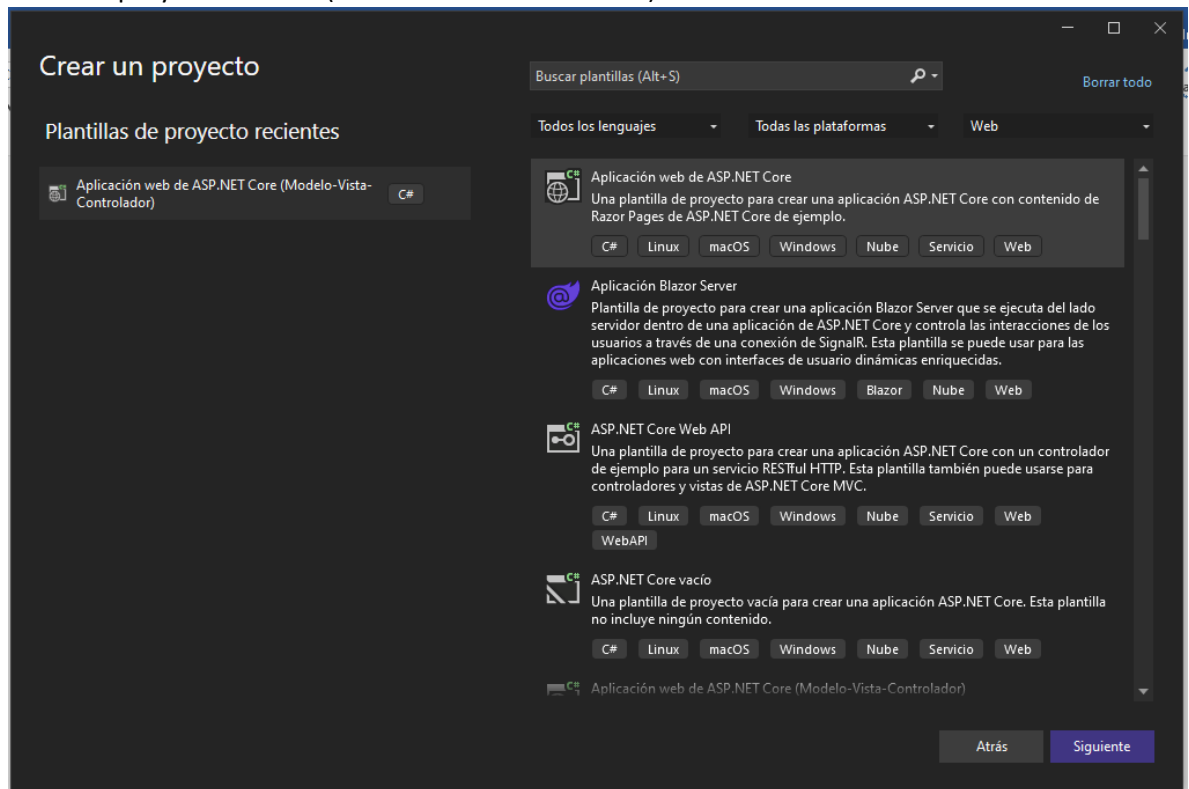 Crear un proyecto
Buscar plantillas (Alt+S)
Borrar todo
Plantillas de proyecto recientes
Todos los lenguajes
Todas las plataformas
Web
Aplicación web de ASP.NET Core (Modelo-Vista-
Controlador)
C#
Aplicación web de ASP.NET Core
Una plantilla de proyecto para crear una aplicación ASP.NET Core con contenido de
Razor Pages de ASP.NET Core de ejemplo.
C# Linux macOS Windows Nube Servicio Web
Aplicación Blazor Server
Plantilla de proyecto para crear una aplicación Blazor Server que se ejecuta del lado
servidor dentro de una aplicación de ASP.NET Core y controla las interacciones de los
usuarios a través de una conexión de SignalR. Esta plantilla se puede usar para las
aplicaciones web con interfaces de usuario dinámicas enriquecidas.
C# Linux macOS Windows Blazor Nube Web
ASP.NET Core Web API
Una plantilla de proyecto para crear una aplicación ASP.NET Core con un controlador
de ejemplo para un servicio RESTful HTTP. Esta plantilla también puede usarse para
controladores y vistas de ASP.NET Core MVC.
C# Linux macOS Windows Nube Servicio Web
WebAPI
ASP.NET Core vacío
Una plantilla de proyecto vacía para crear una aplicación ASP.NET Core. Esta plantilla
no incluye ningún contenido.
C# Linux macOS Windows Nube Servicio Web
Aplicación web de ASP.NET Core (Modelo-Vista-Controlador)
Atrás
Siguiente